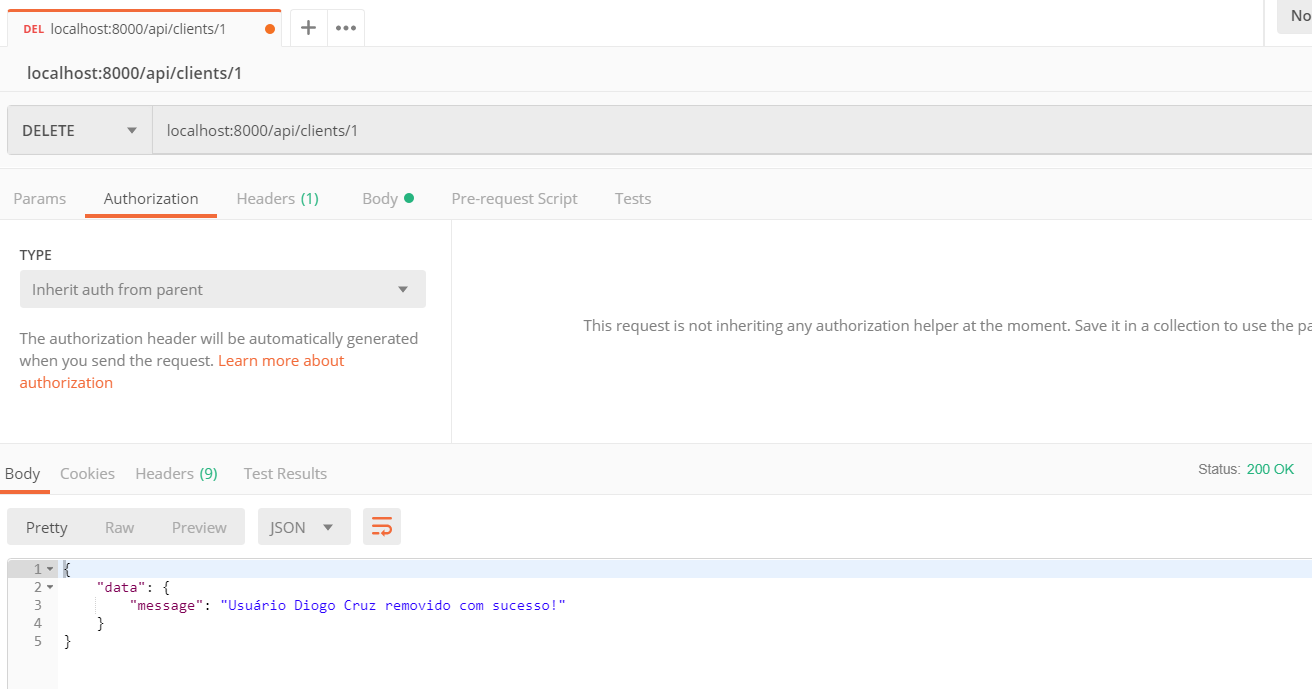 DEL localhost:8000/api/clients/1
No
localhost:8000/api/clients/1
DELETE localhost:8000/api/clients/1
Params Authorization Headers (1) Body Pre-request Script Tests
TYPE
Inherit auth from parent
The authorization header will be automatically generated
when you send the request. Learn more about
authorization
This request is not inheriting any authorization helper at the moment. Save it in a collection to use the pa
Body Cookies Headers (9) Test Results Status: 200 OK
Pretty Raw Preview JSON
1 {
2 "data": {
3 "message": "Usuário Diogo Cruz removido com sucesso!"
4 }
5 }